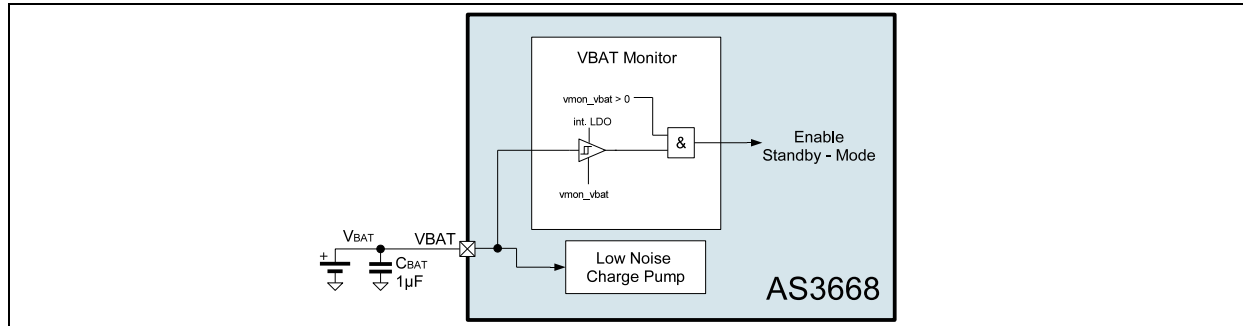 VBAT Monitor
vmon_vbat > 0
int. LDO
&
Enable
Standby - Mode
vmon_vbat
VBAT
VBAT
+
CBAT
1µF
Low Noise
Charge Pump
AS3668